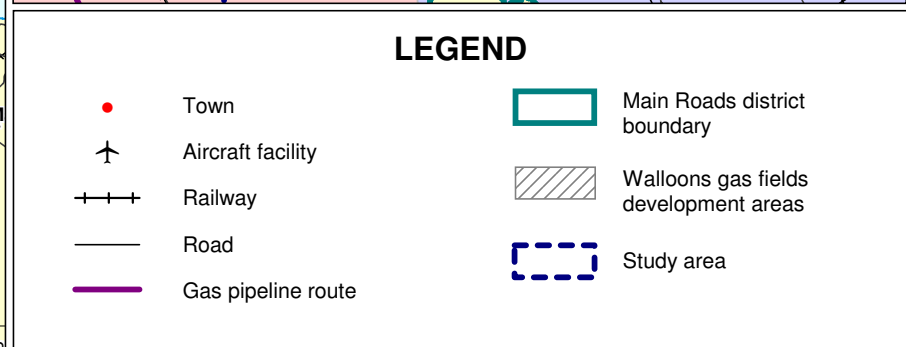 LEGEND
Town
Aircraft facility
Railway
Road
Gas pipeline route
Main Roads district
boundary
Walloons gas fields
development areas
Study area